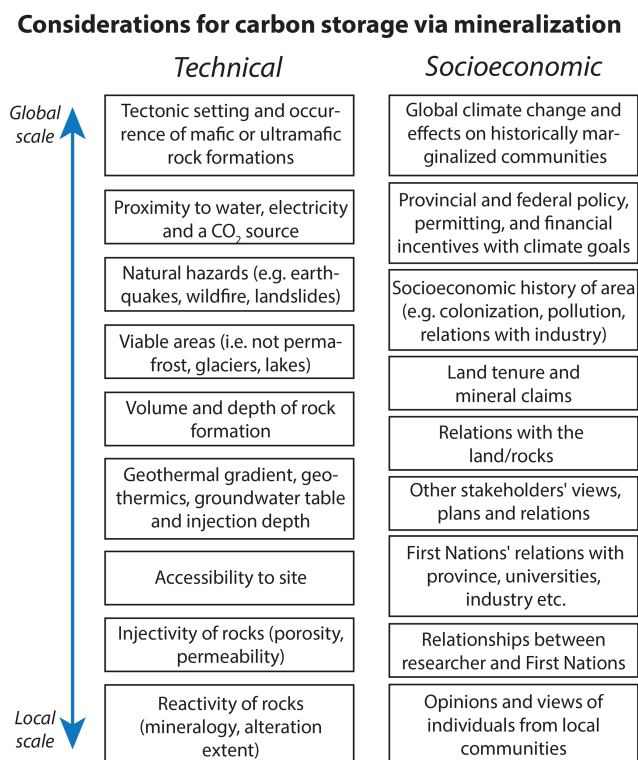 Considerations for carbon storage via mineralization
Technical
Socioeconomic
Global
scale
Tectonic setting and occur-
rence of mafic or ultramafic
rock formations
Proximity to water, electricity
and a CO₂ source
Natural hazards (e.g. earth-
quakes, wildfire, landslides)
Viable areas (i.e. not perma-
frost, glaciers, lakes)
Volume and depth of rock
formation
Geothermal gradient, geo-
thermics, groundwater table
and injection depth
Accessibility to site
Injectivity of rocks (porosity,
permeability)
Reactivity of rocks
(mineralogy, alteration
extent)
Global climate change and
effects on historically mar-
ginalized communities
Provincial and federal policy,
permitting, and financial
incentives with climate goals
Socioeconomic history of area
(e.g. colonization, pollution,
relations with industry)
Land tenure and
mineral claims
Relations with the
land/rocks
Other stakeholders' views,
plans and relations
First Nations' relations with
province, universities,
industry etc.
Relationships between
researcher and First Nations
Opinions and views of
individuals from local
communities
Local
scale